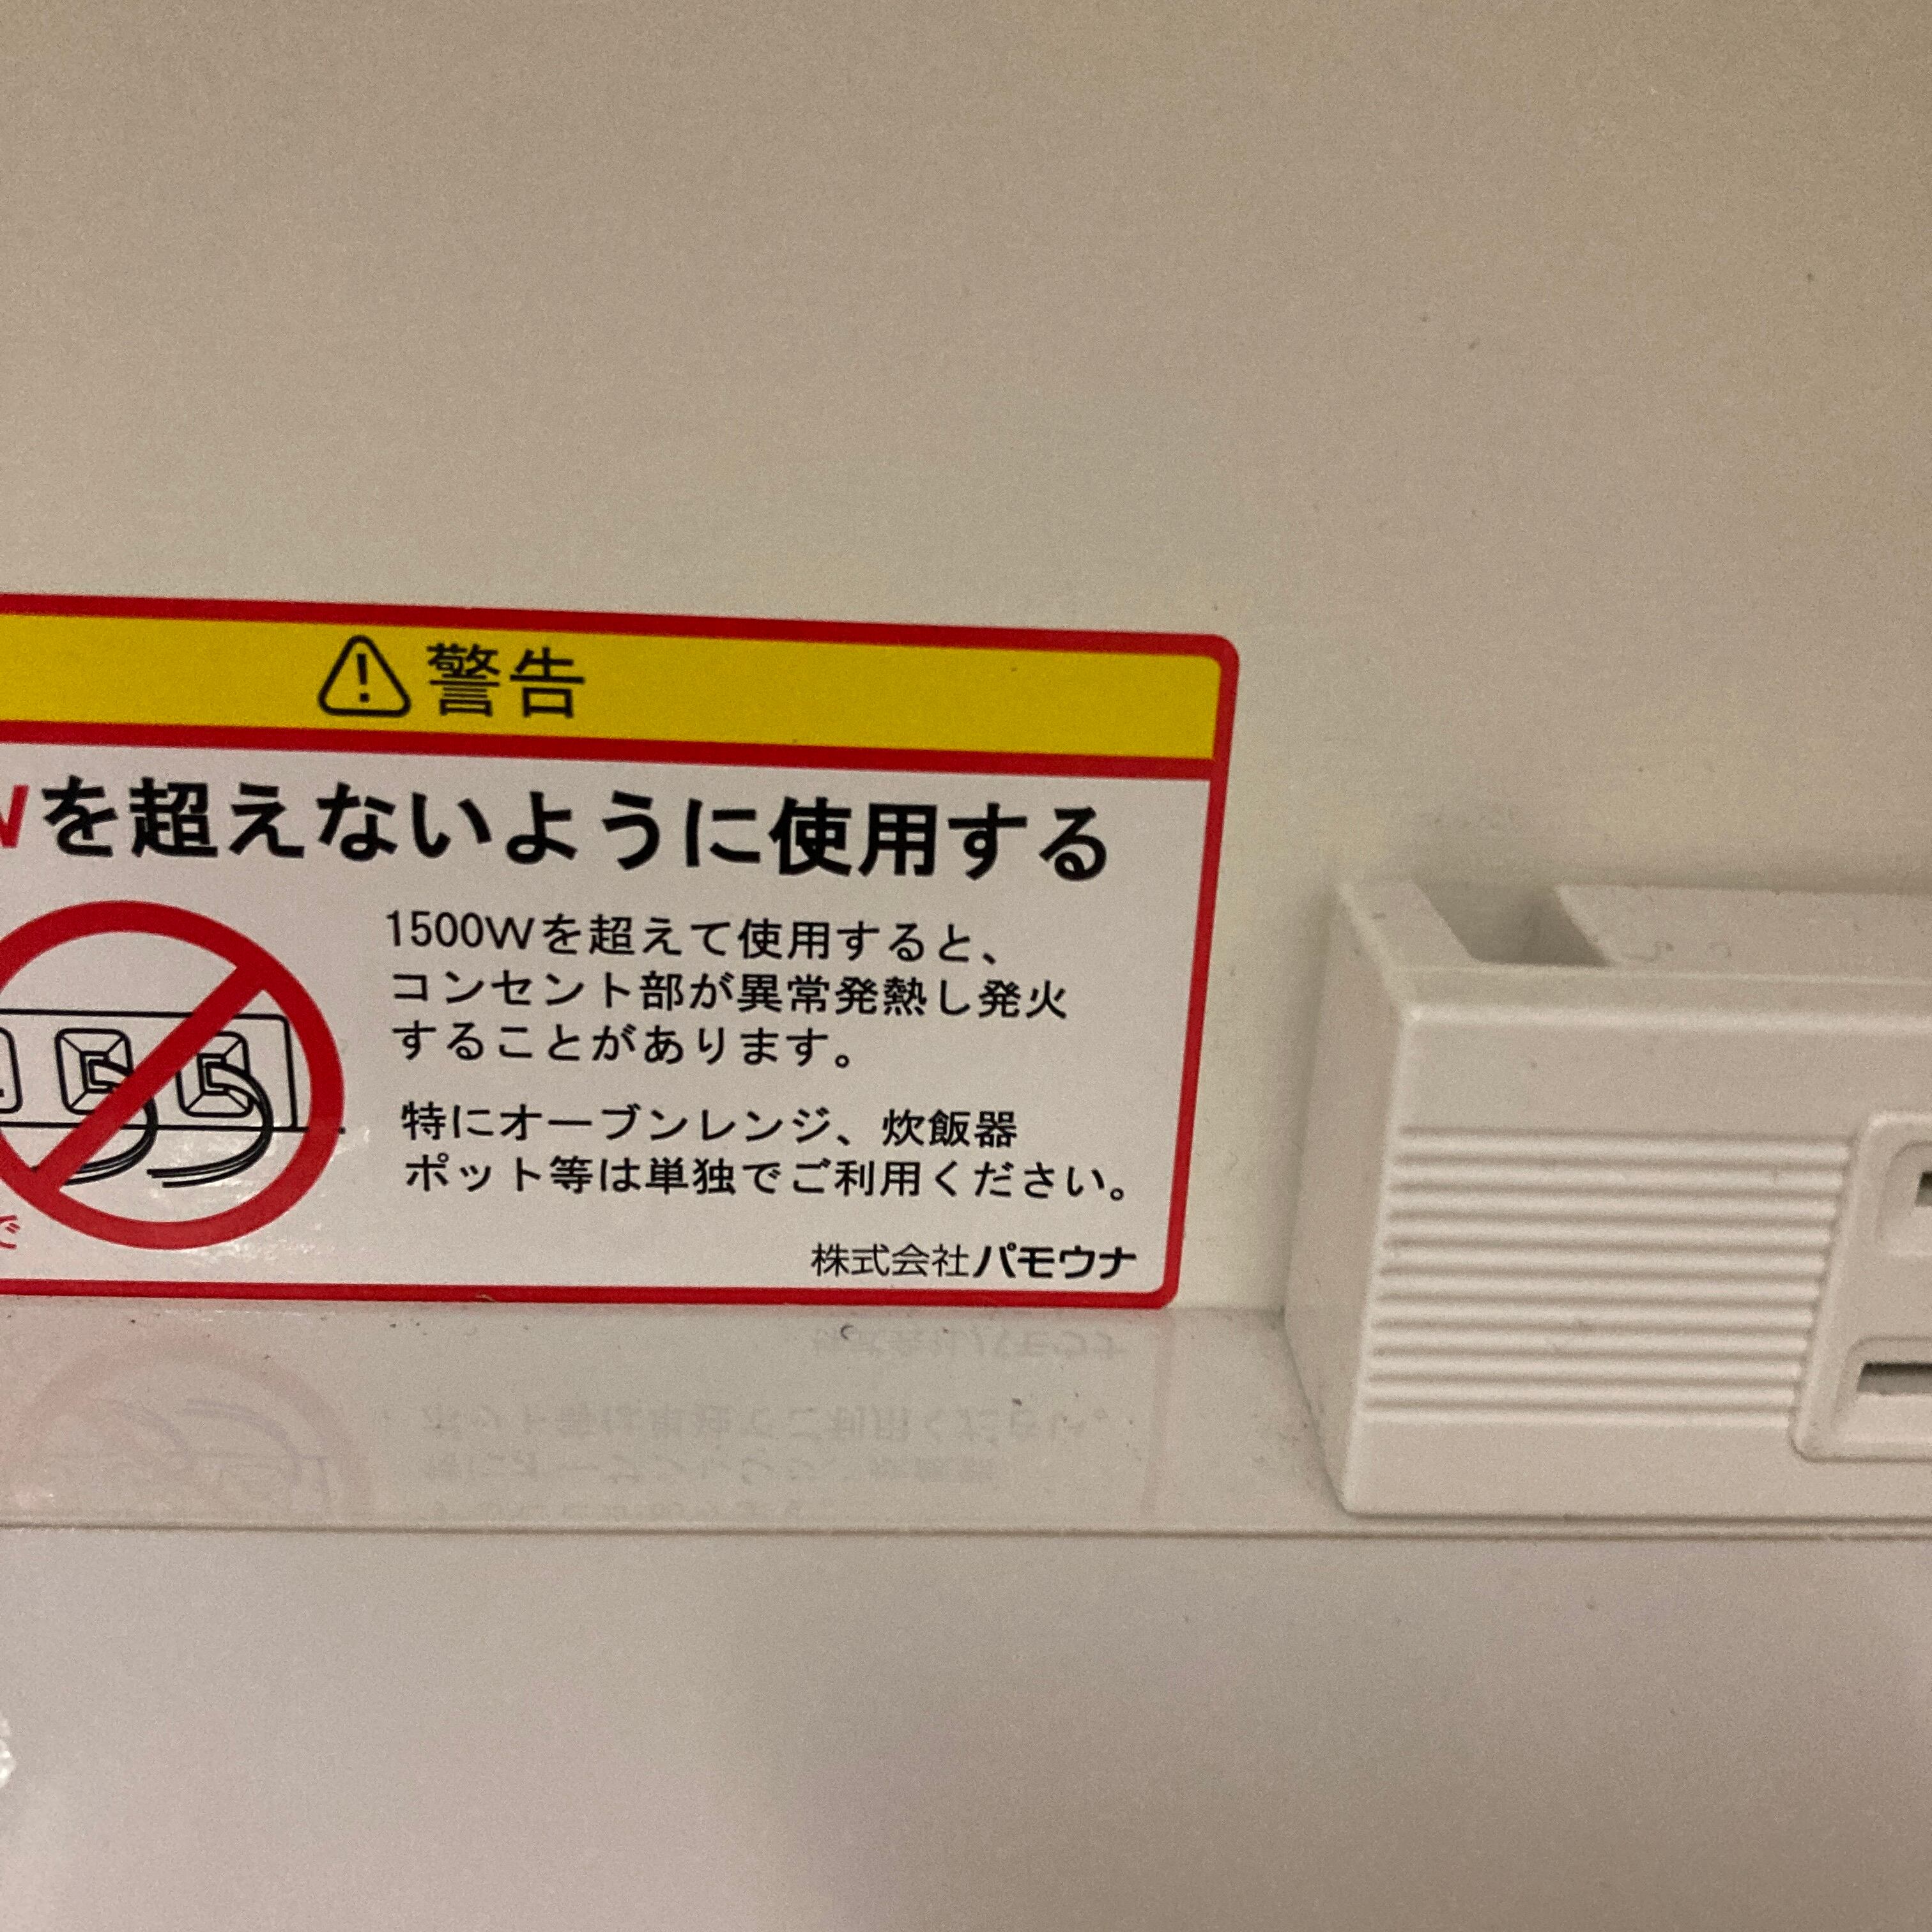 警告
Wを超えないように使用する
1500Wを超えて使用すると、
コンセント部が異常発熱し発火
することがあります。
特にオーブンレンジ、炊飯器
ポット等は単独でご利用ください。
で
株式会社パモウナ